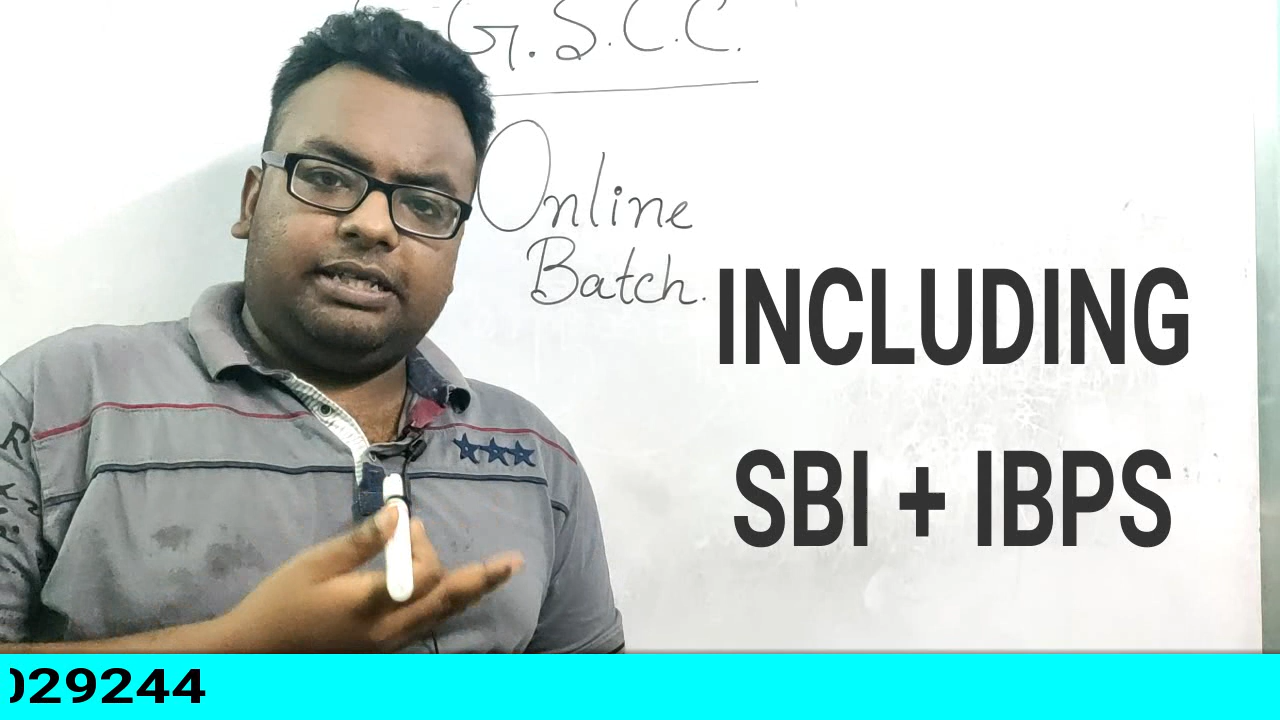 G.S.C.C.
Online
Batch.
INCLUDING
SBI + IBPS
29244